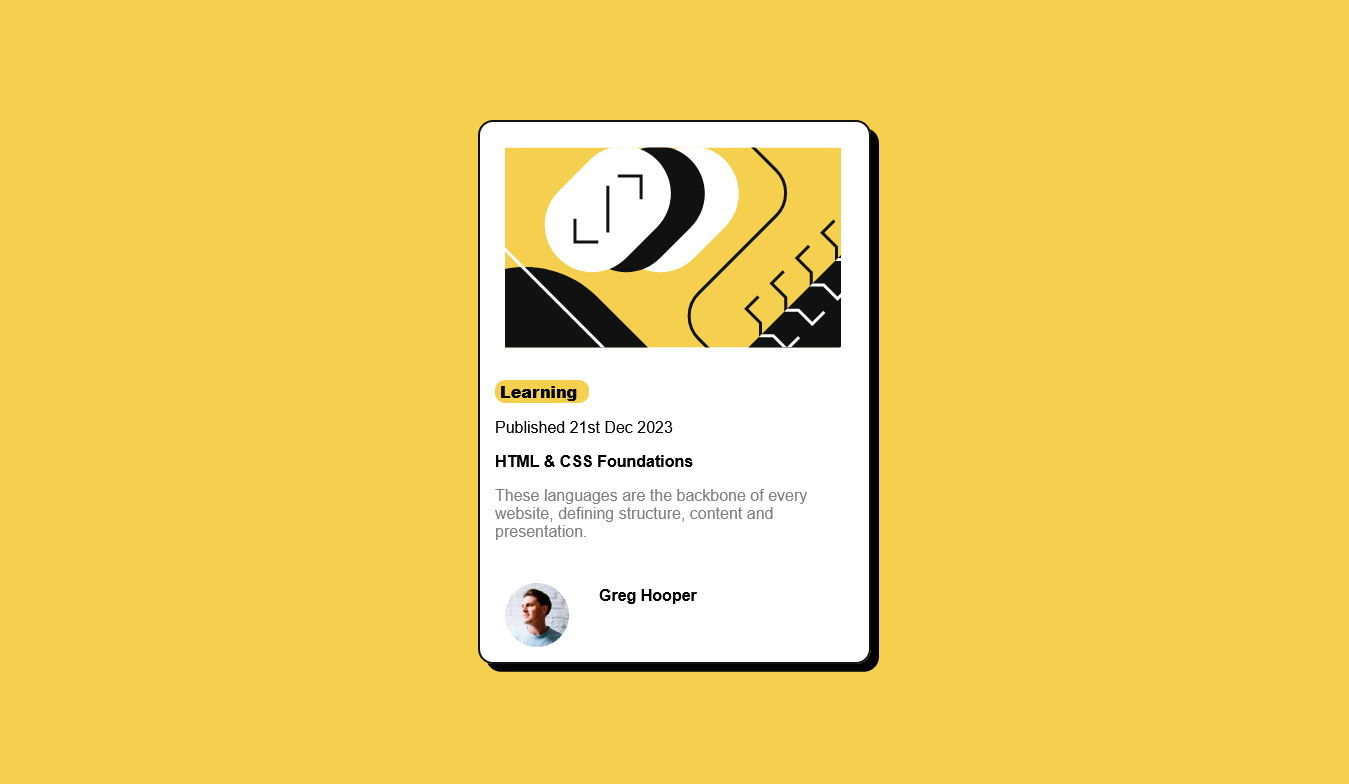 Learning
Published 21st Dec 2023
HTML & CSS Foundations
These languages are the backbone of every
website, defining structure, content and
presentation.
Greg Hooper